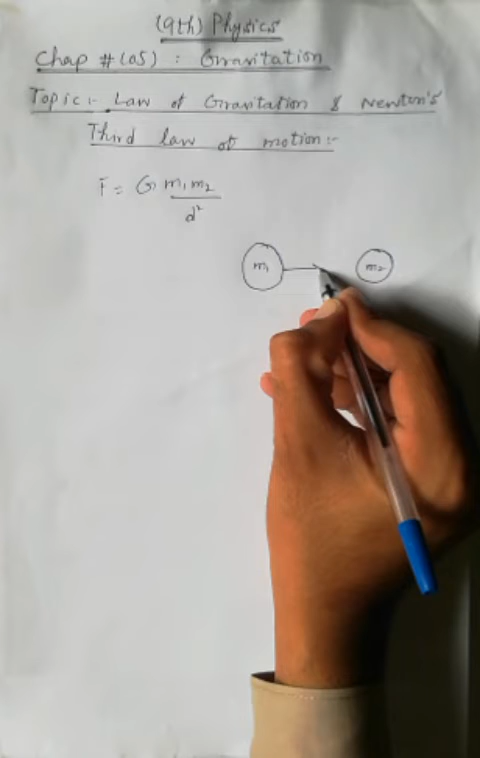 (9th) Physics
Chap # (05) : Gravitation
Topic :- Law of Gravitation & Newton's
Third law of motion :-
F = G m₁m₂
d²
m₁ m₂